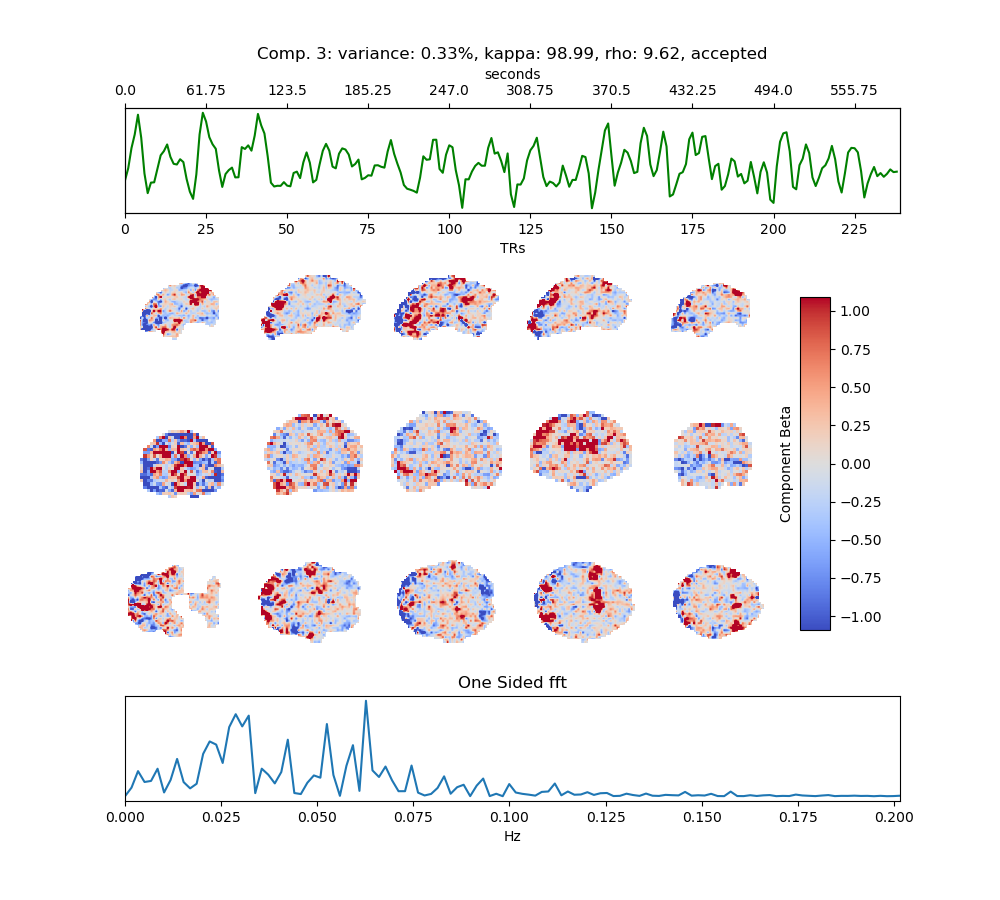 Comp. 3: variance: 0.33%, kappa: 98.99, rho: 9.62, accepted
seconds
0.0 61.75 123.5 185.25 247.0 308.75 370.5 432.25 494.0 555.75
0 25 50 75 100 125 150 175 200 225
TRs
1.00
0.75
0.50
0.25
0.00
−0.25
−0.50
−0.75
−1.00
Component Beta
One Sided fft
0.000 0.025 0.050 0.075 0.100 0.125 0.150 0.175 0.200
Hz